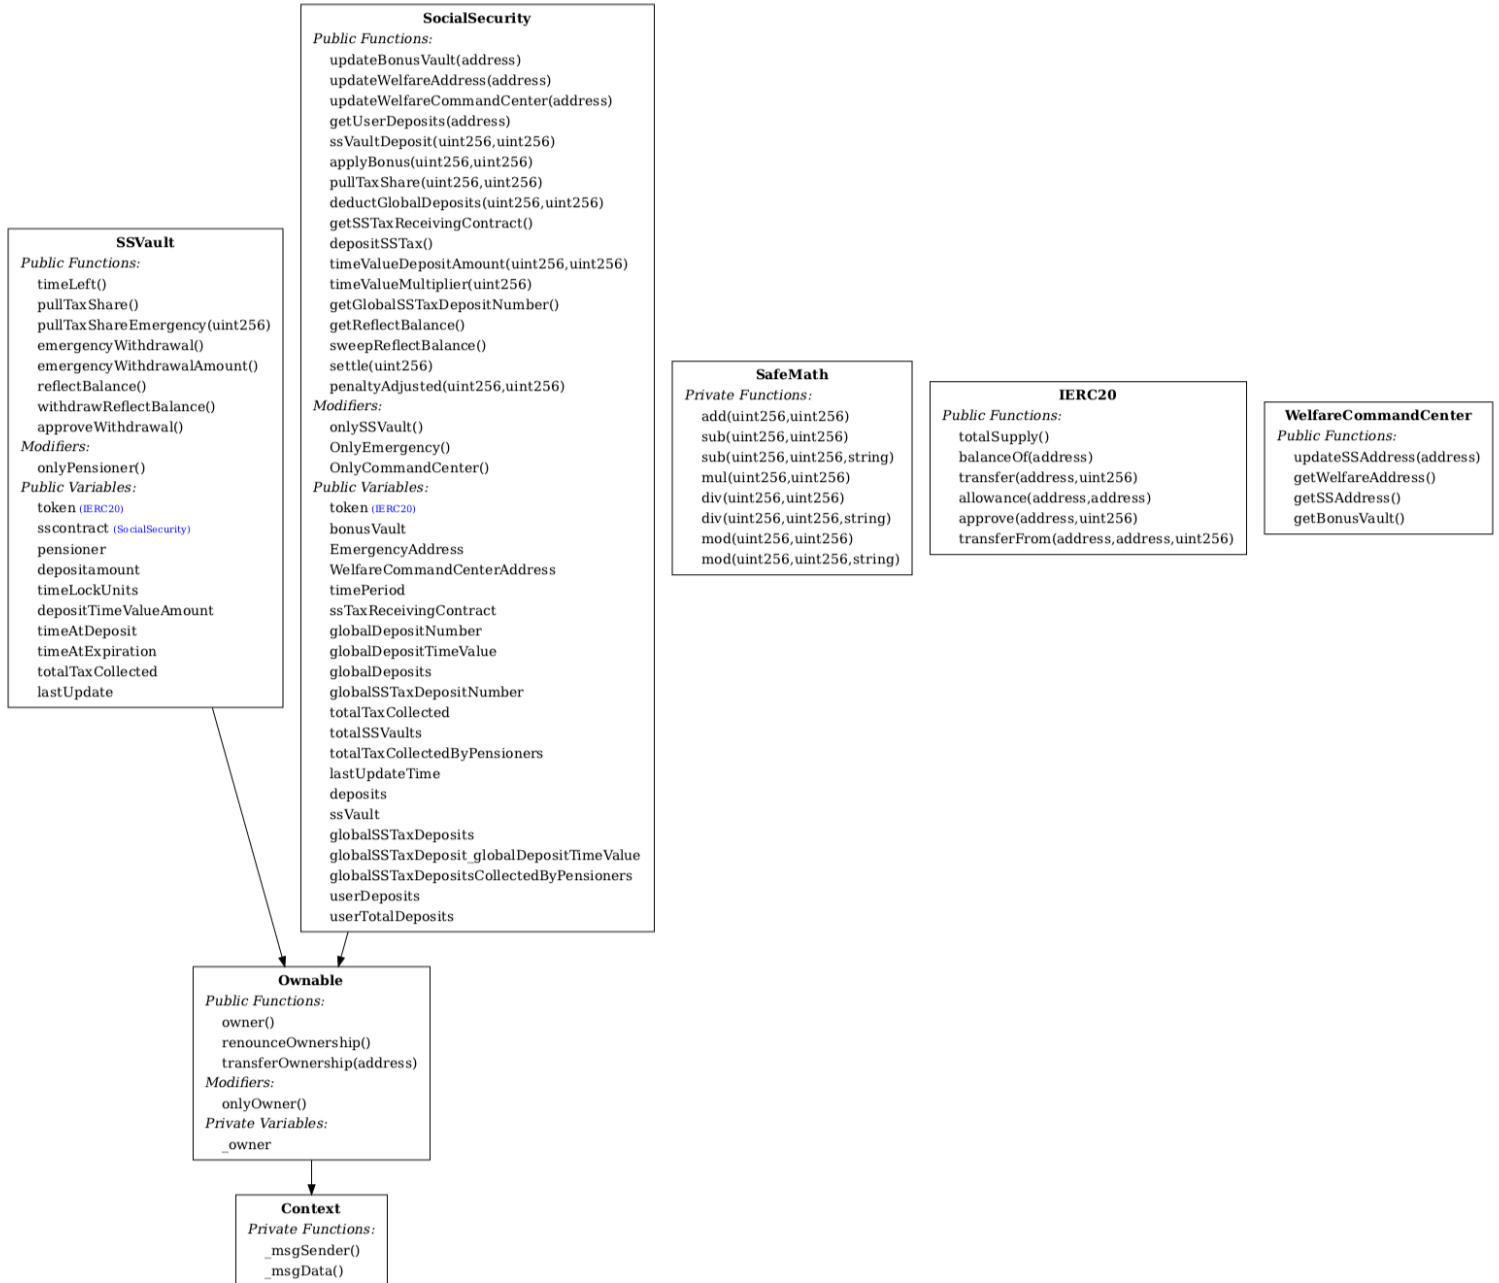 SocialSecurity
Public Functions:
updateBonusVault(address)
updateWelfareAddress(address)
updateWelfareCommandCenter(address)
getUserDeposits(address)
ssVaultDeposit(uint256,uint256)
applyBonus(uint256,uint256)
pullTaxShare(uint256,uint256)
deductGlobalDeposits(uint256,uint256)
getSSTaxReceivingContract()
depositSSTax()
timeValueDepositAmount(uint256,uint256)
timeValueMultiplier(uint256)
getGlobalSSTaxDepositNumber()
getReflectBalance()
sweepReflectBalance()
settle(uint256)
penaltyAdjusted(uint256,uint256)
Modifiers:
onlySSVault()
OnlyEmergency()
OnlyCommandCenter()
Public Variables:
token (IERC20)
bonusVault
EmergencyAddress
WelfareCommandCenterAddress
timePeriod
ssTaxReceivingContract
globalDepositNumber
globalDepositTimeValue
globalDeposits
globalSSTaxDepositNumber
totalTaxCollected
totalSSVaults
totalTaxCollectedByPensioners
lastUpdateTime
deposits
ssVault
globalSSTaxDeposits
globalSSTaxDeposit_globalDepositTimeValue
globalSSTaxDepositsCollectedByPensioners
userDeposits
userTotalDeposits
SSVault
Public Functions:
timeLeft()
pullTaxShare()
pullTaxShareEmergency(uint256)
emergencyWithdrawal()
emergencyWithdrawalAmount()
reflectBalance()
withdrawReflectBalance()
approveWithdrawal()
Modifiers:
onlyPensioner()
Public Variables:
token (IERC20)
sscontract (SocialSecurity)
pensioner
depositamount
timeLockUnits
depositTimeValueAmount
timeAtDeposit
timeAtExpiration
totalTaxCollected
lastUpdate
SafeMath
Private Functions:
add(uint256,uint256)
sub(uint256,uint256)
sub(uint256,uint256,string)
mul(uint256,uint256)
div(uint256,uint256)
div(uint256,uint256,string)
mod(uint256,uint256)
mod(uint256,uint256,string)
IERC20
Public Functions:
totalSupply()
balanceOf(address)
transfer(address,uint256)
allowance(address,address)
approve(address,uint256)
transferFrom(address,address,uint256)
WelfareCommandCenter
Public Functions:
updateSSAddress(address)
getWelfareAddress()
getSSAddress()
getBonusVault()
Ownable
Public Functions:
owner()
renounceOwnership()
transferOwnership(address)
Modifiers:
onlyOwner()
Private Variables:
_owner
Context
Private Functions:
_msgSender()
_msgData()